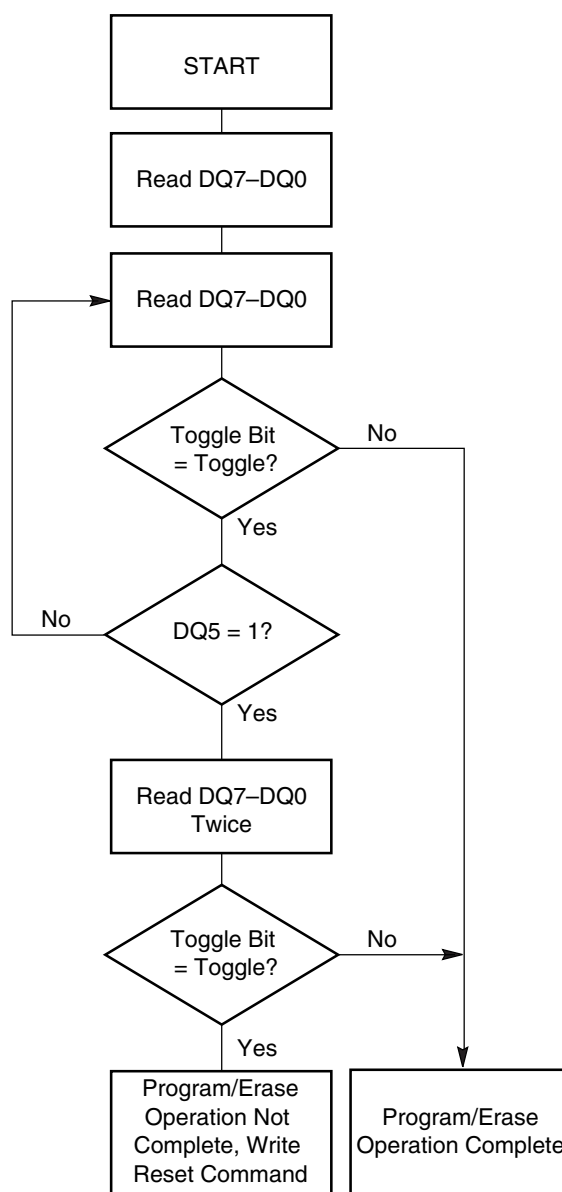 START
Read DQ7–DQ0
Read DQ7–DQ0
Toggle Bit
= Toggle?
No
Yes
No
DQ5 = 1?
Yes
Read DQ7–DQ0
Twice
Toggle Bit
= Toggle?
No
Yes
Program/Erase
Operation Not
Complete, Write
Reset Command
Program/Erase
Operation Complete